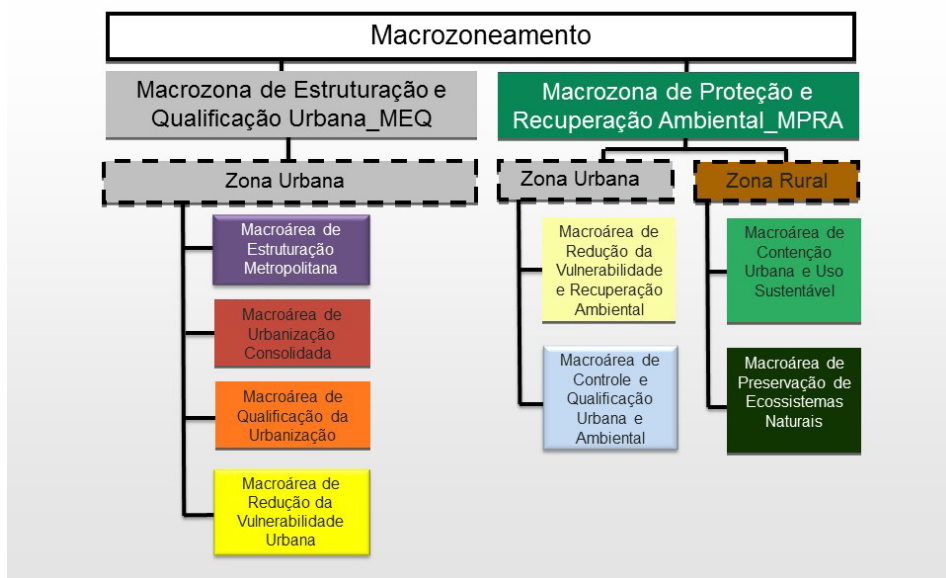 Macrozoneamento
Macrozona de Estruturação e
Qualificação Urbana_MEQ
Macrozona de Proteção e
Recuperação Ambiental_MPRA
Zona Urbana
Zona Urbana
Zona Rural
Macroárea de
Estruturação
Metropolitana
Macroárea de
Urbanização
Consolidada
Macroárea de
Qualificação da
Urbanização
Macroárea de
Redução da
Vulnerabilidade
Urbana
Macroárea de
Redução da
Vulnerabilidade
e Recuperação
Ambiental
Macroárea de
Controle e
Qualificação
Urbana e
Ambiental
Macroárea de
Contenção
Urbana e Uso
Sustentável
Macroárea de
Preservação de
Ecossistemas
Naturais